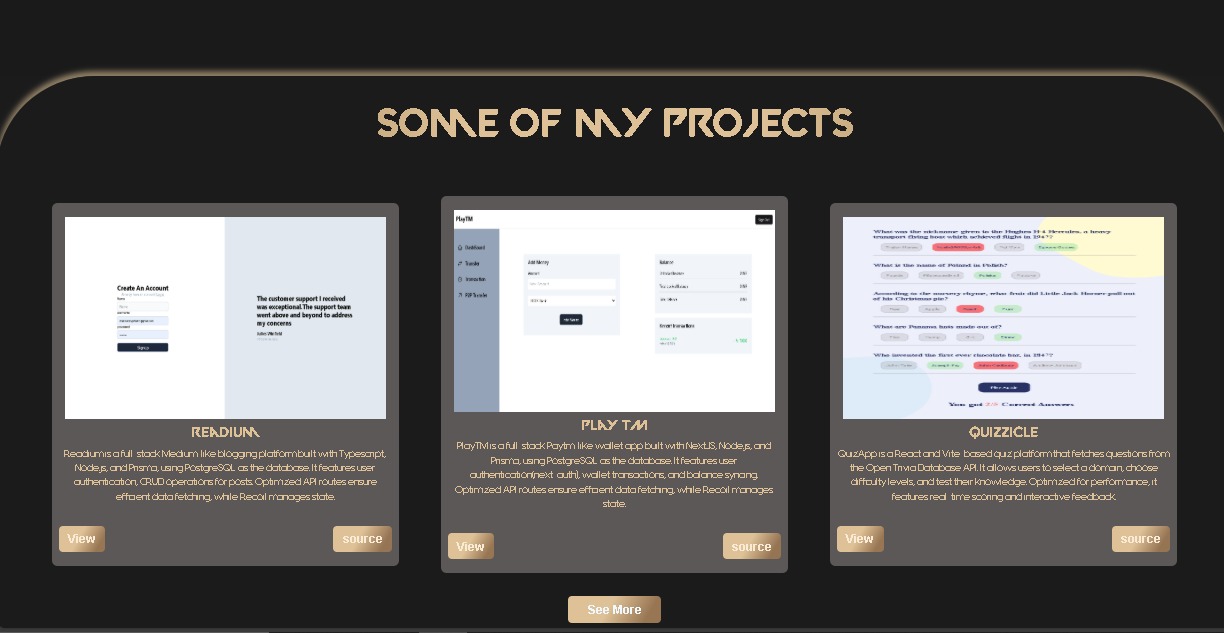 SOME OF MY PROJECTS
Create An Account
Signup
The customer support I received
was exceptional.The support team
went above and beyond to address
my concerns
READIUM
Readium is a full stack Medium like blogging platform built with Typescript,
Node.js, and Prisma, using PostgreSQL as the database. It features user
authentication, CRUD operations for posts. Optimized API routes ensure
efficient data fetching, while Recoil manages state.
View
source
PlayTM
Dashboard
Transfer
Transaction
P2P Transfer
Add Money
Balance
Recent transactions
PLAY TM
PlayTM is a full stack Paytm like wallet app built with NextJS, Node.js, and
Prisma, using PostgreSQL as the database. It features user
authentication(next auth), wallet transactions, and balance syncing.
Optimized API routes ensure efficient data fetching, while Recoil manages
state.
View
source
What was the nickname given to the Hughes H-4 Hercules, a heavy
transport flying boat which achieved flight in 1947?
What is the name of Poland in Polish?
According to the nursery rhyme, what fruit did Little Jack Horner pull out
of his Christmas pie?
What are Panama hats made out of?
Who invented the first ever chocolate bar, in 1847?
Play Again
You got 2/5 Correct Answers
QUIZZICLE
QuizApp is a React and Vite based quiz platform that fetches questions from
the Open Trivia Database API. It allows users to select a domain, choose
difficulty levels, and test their knowledge. Optimized for performance, it
features real time scoring and interactive feedback.
View
source
See More